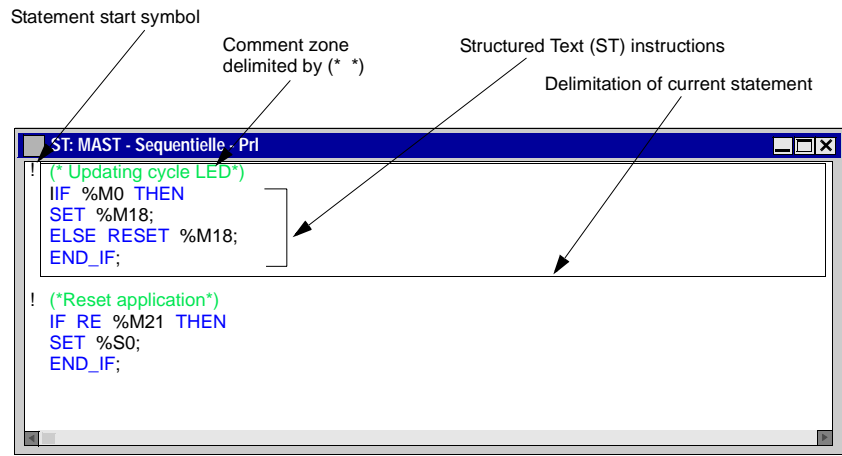 Statement start symbol
Comment zone
delimited by (*  *)
Structured Text (ST) instructions
Delimitation of current statement
ST: MAST - Sequentielle - Prl
! (* Updating cycle LED*)
IIF %M0 THEN
SET %M18;
ELSE RESET %M18;
END_IF;
! (*Reset application*)
IF RE %M21 THEN
SET %S0;
END_IF;